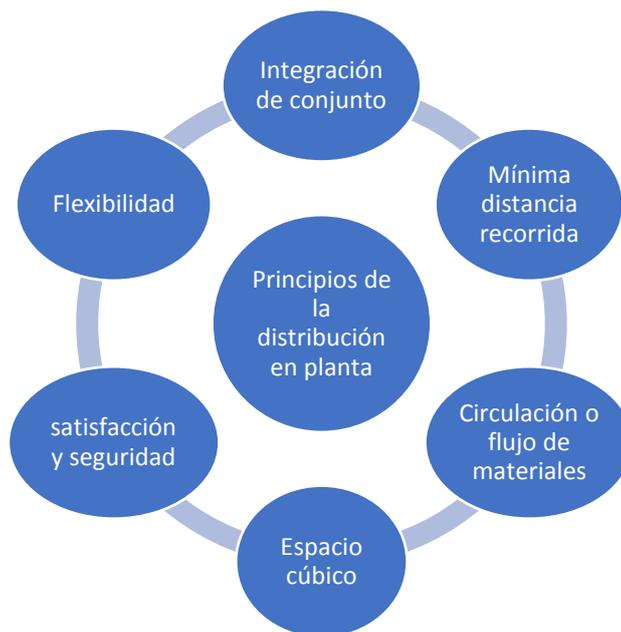 Integración
de conjunto
Mínima
distancia
recorrida
Circulación o
flujo de
materiales
Espacio
cúbico
satisfacción
y seguridad
Flexibilidad
Principios de
la
distribución
en planta